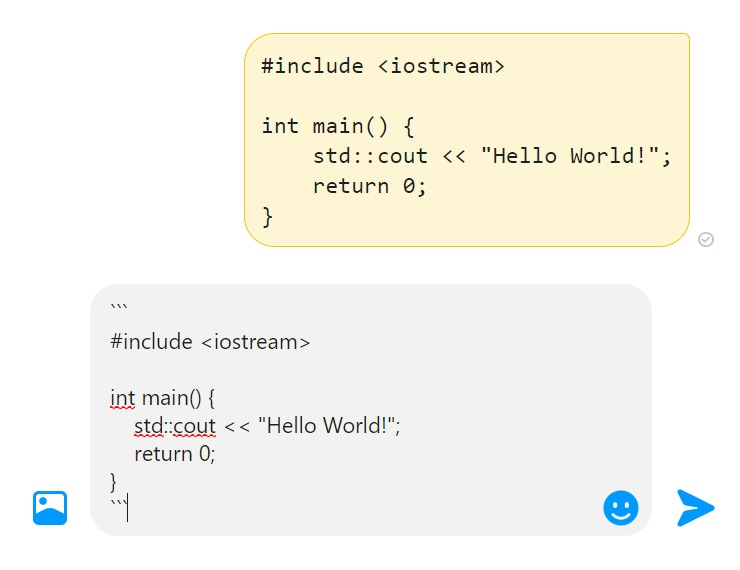 #include <iostream>

int main() {
    std::cout << "Hello World!";
    return 0;
}
```
#include <iostream>

int main() {
    std::cout << "Hello World!";
    return 0;
}
```